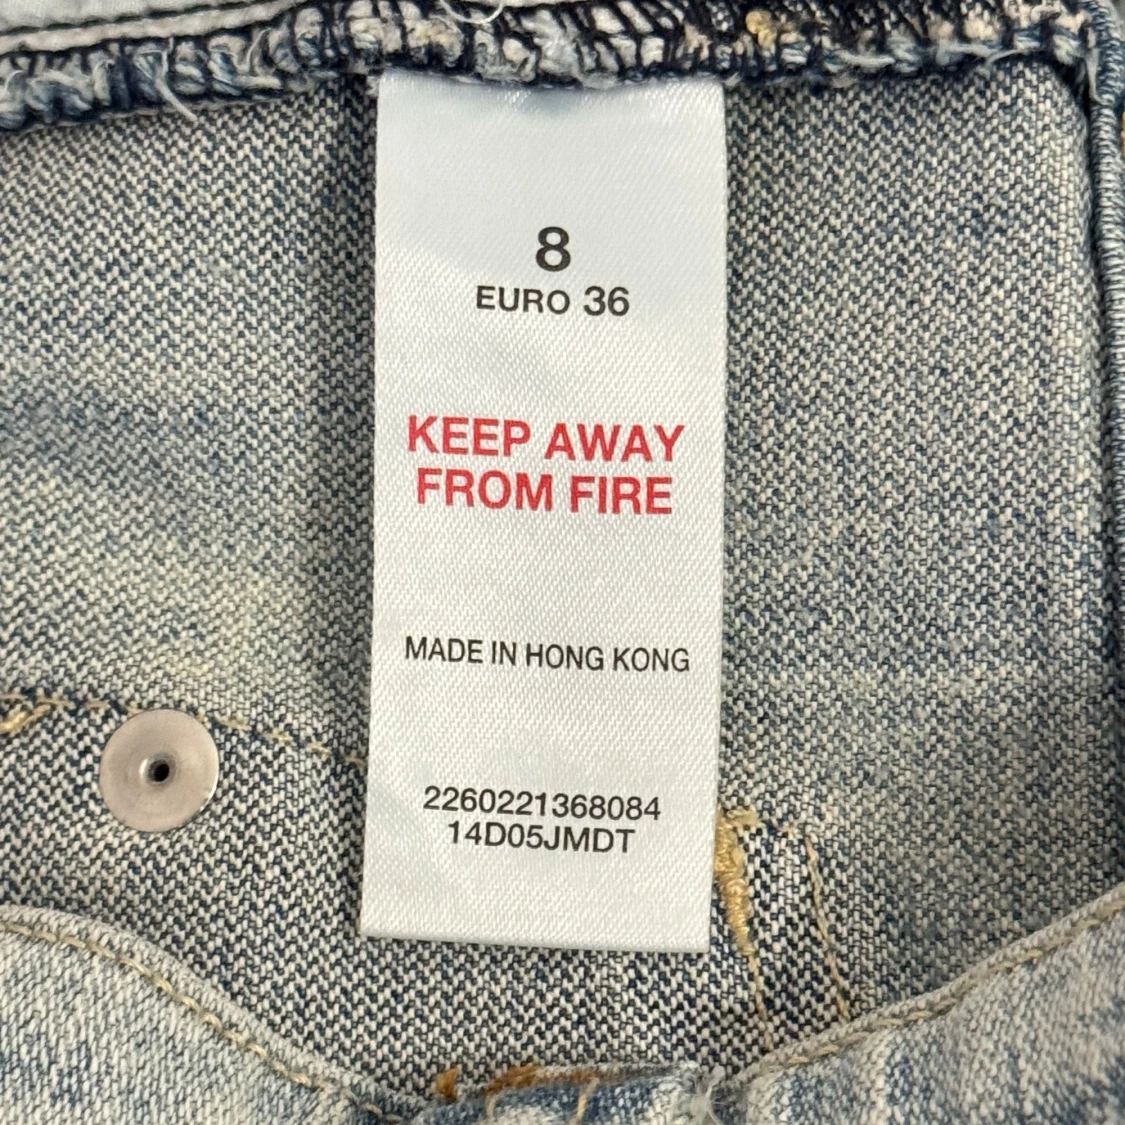 8
EURO 36
KEEP AWAY
FROM FIRE
MADE IN HONG KONG
2260221368084
14D05JMDT